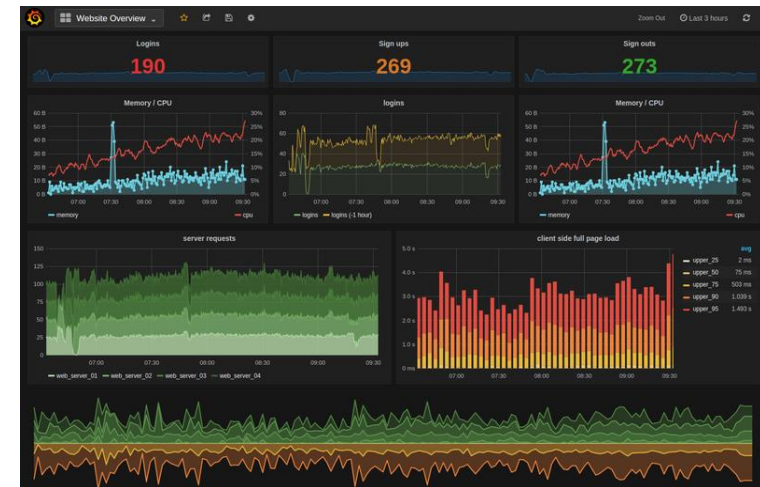 Website Overview
Zoom Out Last 3 hours
Logins
190
Sign ups
269
Sign outs
273
Memory / CPU
60 B 30%
50 B 25%
40 B 20%
30 B 15%
20 B 10%
10 B 5%
0 B 0%
07:00 07:30 08:00 08:30 09:00 09:30
memory cpu
logins
80
60
40
20
0
07:00 07:30 08:00 08:30 09:00 09:30
logins logins (-1 hour)
Memory / CPU
60 B 30%
50 B 25%
40 B 20%
30 B 15%
20 B 10%
10 B 5%
0 B 0%
07:00 07:30 08:00 08:30 09:00 09:30
memory cpu
server requests
150
125
100
75
50
25
0
07:00 07:30 08:00 08:30 09:00 09:30
web_server_01 web_server_02 web_server_03 web_server_04
client side full page load
5.0 s
4.0 s
3.0 s
2.0 s
1.0 s
0 ms
07:00 07:30 08:00 08:30 09:00 09:30
avg
upper_25 2 ms
upper_50 75 ms
upper_75 503 ms
upper_90 1.039 s
upper_95 1.493 s